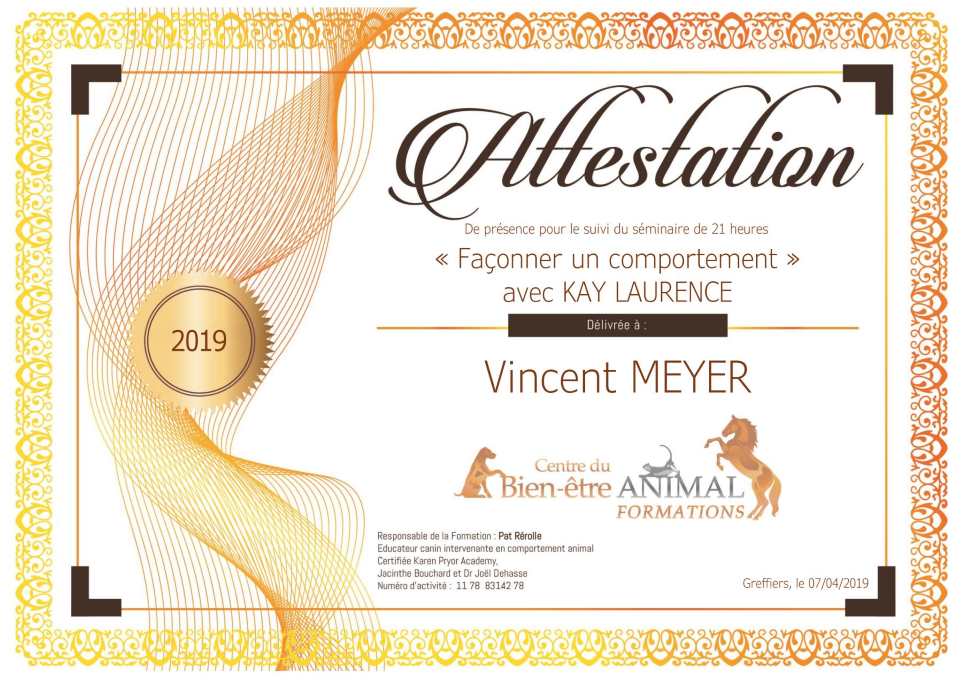 Attestation
De présence pour le suivi du séminaire de 21 heures
« Façonner un comportement »
avec KAY LAURENCE
Délivrée à :
2019
Vincent MEYER
Centre du
Bien-être ANIMAL
FORMATIONS
Responsable de la Formation : Pat Rérolle
Educateur canin intervenante en comportement animal
Certifiée Karen Pryor Academy,
Jacinthe Bouchard et Dr Joël Dehasse
Numéro d'activité : 11 78 83142 78
Greffiers, le 07/04/2019